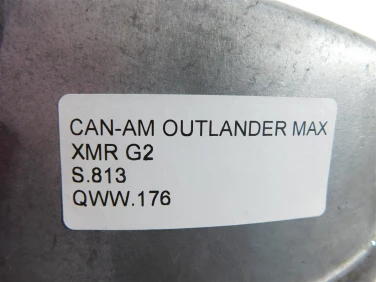 CAN-AM OUTLANDER MAX
XMR G2
S.813
QWW.176